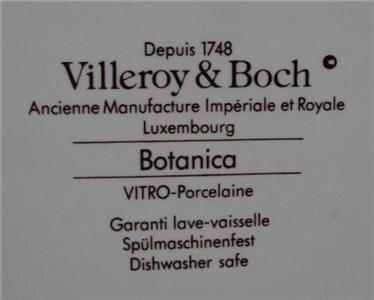 Depuis 1748
Villeroy & Boch ©
Ancienne Manufacture Impériale et Royale
Luxembourg
Botanica
VITRO-Porcelaine
Garanti lave-vaisselle
Spülmaschinenfest
Dishwasher safe